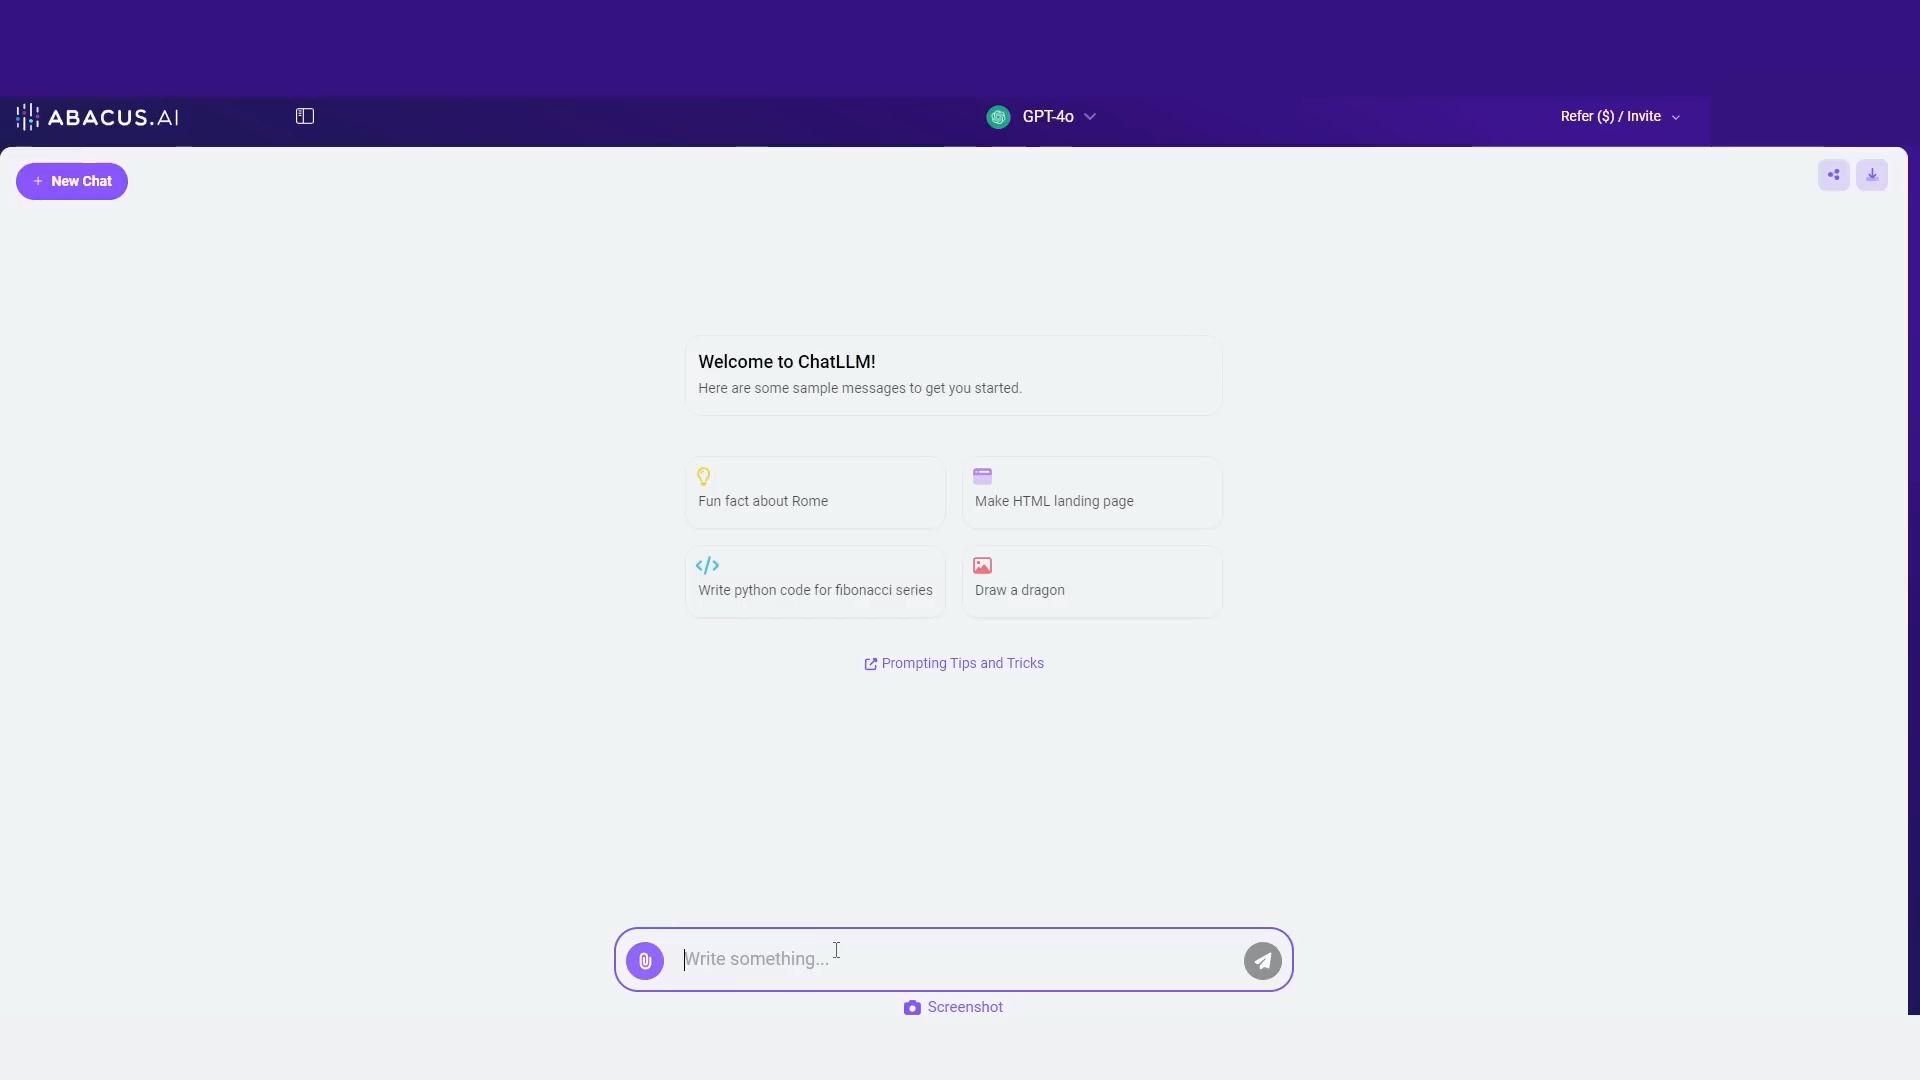 ABACUS.AI
GPT-4o
Refer ($) / Invite
+ New Chat
Welcome to ChatLLM!
Here are some sample messages to get you started.
Fun fact about Rome
Make HTML landing page
</>
Write python code for fibonacci series
Draw a dragon
Prompting Tips and Tricks
Write something...
Screenshot